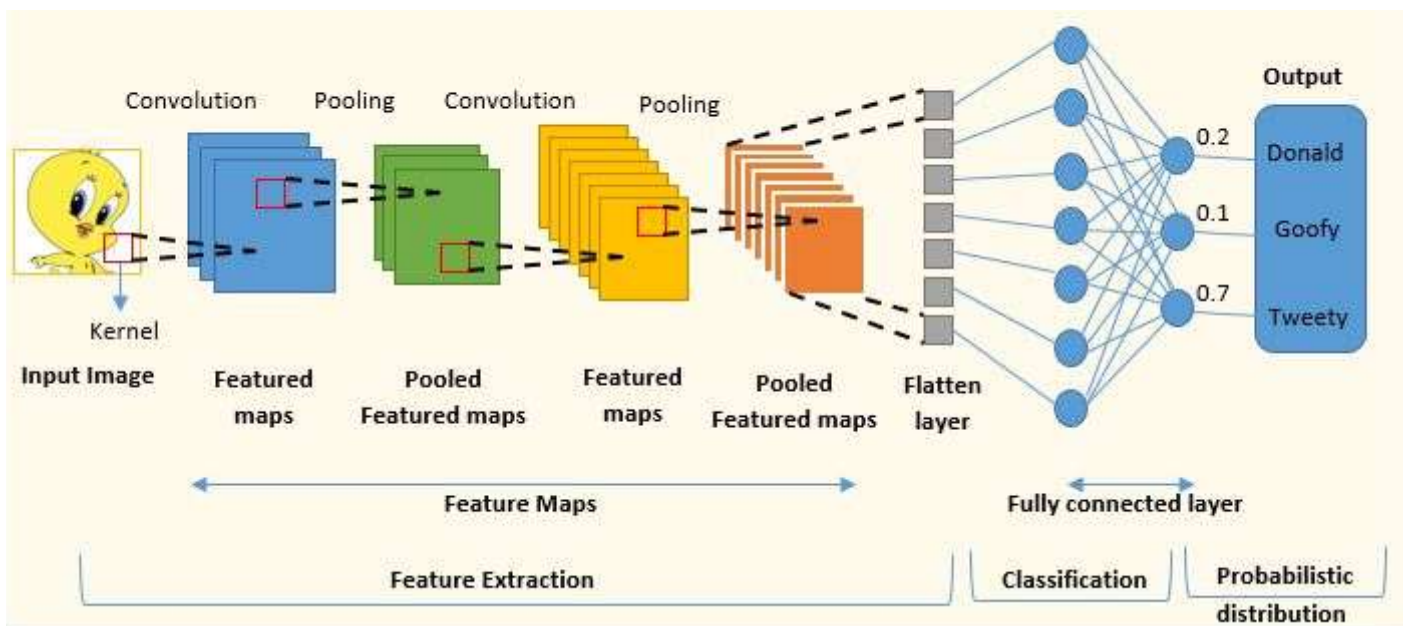 Output
Convolution
Pooling
Convolution
Pooling
0.2
Donald
0.1
Goofy
0.7
Tweety
Kernel
Input Image
Featured
maps
Pooled
Featured maps
Featured
maps
Pooled
Featured maps
Flatten
layer
Feature Maps
Fully connected layer
Feature Extraction
Classification
Probabilistic
distribution